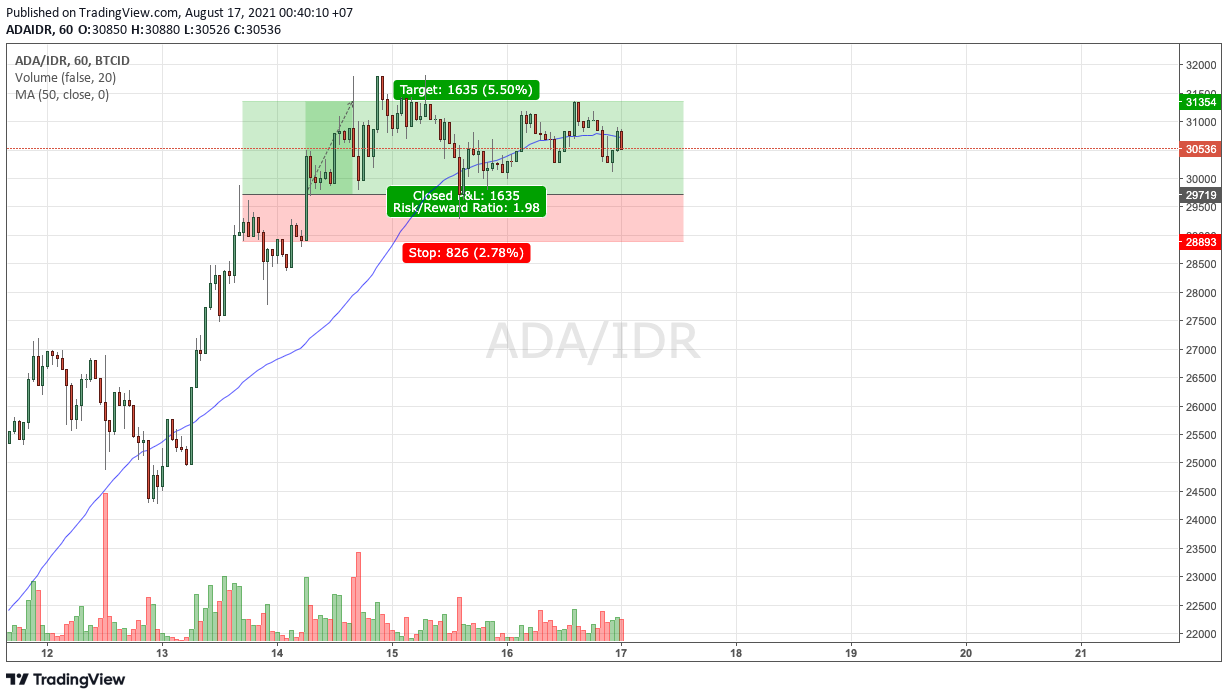 Published on TradingView.com, August 17, 2021 00:40:10 +07
ADAIDR, 60 O:30850 H:30880 L:30526 C:30536
ADA/IDR, 60, BTCID
Volume (false, 20)
MA (50, close, 0)
Target: 1635 (5.50%)
Closed P&L: 1635
Risk/Reward Ratio: 1.98
Stop: 826 (2.78%)
ADA/IDR
32000
31500
31354
31000
30536
30000
29719
29500
29000
28893
28500
28000
27500
27000
26500
26000
25500
25000
24500
24000
23500
23000
22500
22000
12 13 14 15 16 17 18 19 20 21
TradingView